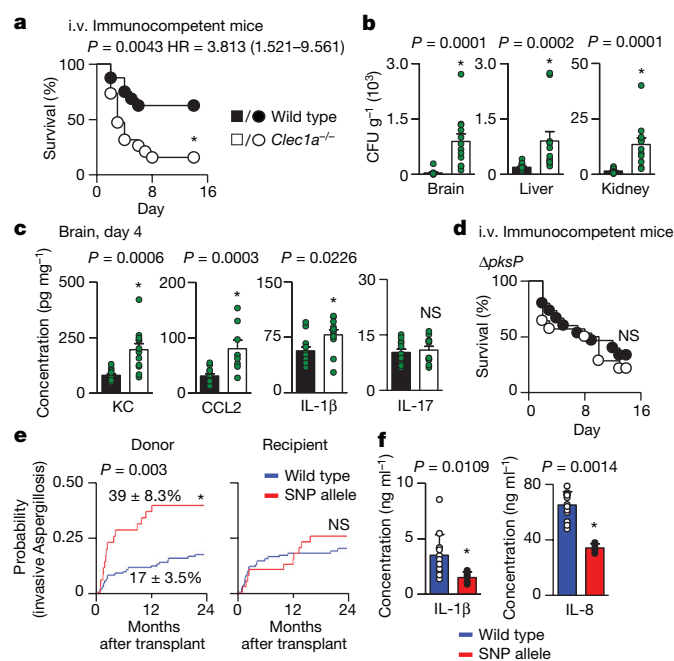 a
i.v. Immunocompetent mice
P = 0.0043 HR = 3.813 (1.521–9.561)
Survival (%)
100
50
0
*
0 8 16
Day
Wild type
Clec1a–/–
b
P = 0.0001 P = 0.0002 P = 0.0001
CFU g–1 (10³)
3.0
1.5
0
*
Brain
3.0
1.5
0
*
Liver
60
30
0
*
Kidney
c
Brain, day 4
P = 0.0006 P = 0.0003 P = 0.0226
Concentration (pg mg–1)
500
250
0
*
KC
200
100
0
*
CCL2
150
75
0
*
IL-1β
30
15
0
NS
IL-17
d
i.v. Immunocompetent mice
ΔpksP
Survival (%)
100
50
0
NS
0 8 16
Day
e
Donor Recipient
P = 0.003
39 ± 8.3%
*
17 ± 3.5%
Probability
(invasive Aspergillosis)
0.50
0.25
0
0 12 24
Months
after transplant
Wild type
SNP allele
NS
0 12 24
Months
after transplant
f
P = 0.0109 P = 0.0014
Concentration (ng ml–1)
10
5
0
*
IL-1β
Concentration (ng ml–1)
80
40
0
*
IL-8
Wild type
SNP allele